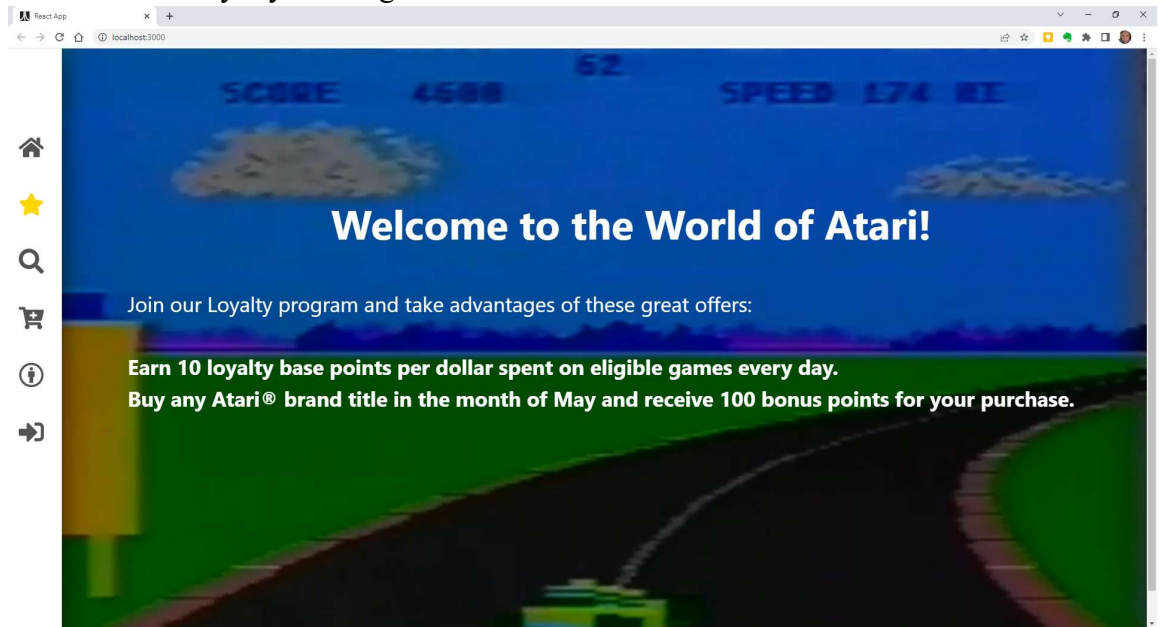 React App
localhost:3000
62
SCORE 4600 SPEED 174 HI
Welcome to the World of Atari!
Join our Loyalty program and take advantages of these great offers:
Earn 10 loyalty base points per dollar spent on eligible games every day.
Buy any Atari® brand title in the month of May and receive 100 bonus points for your purchase.